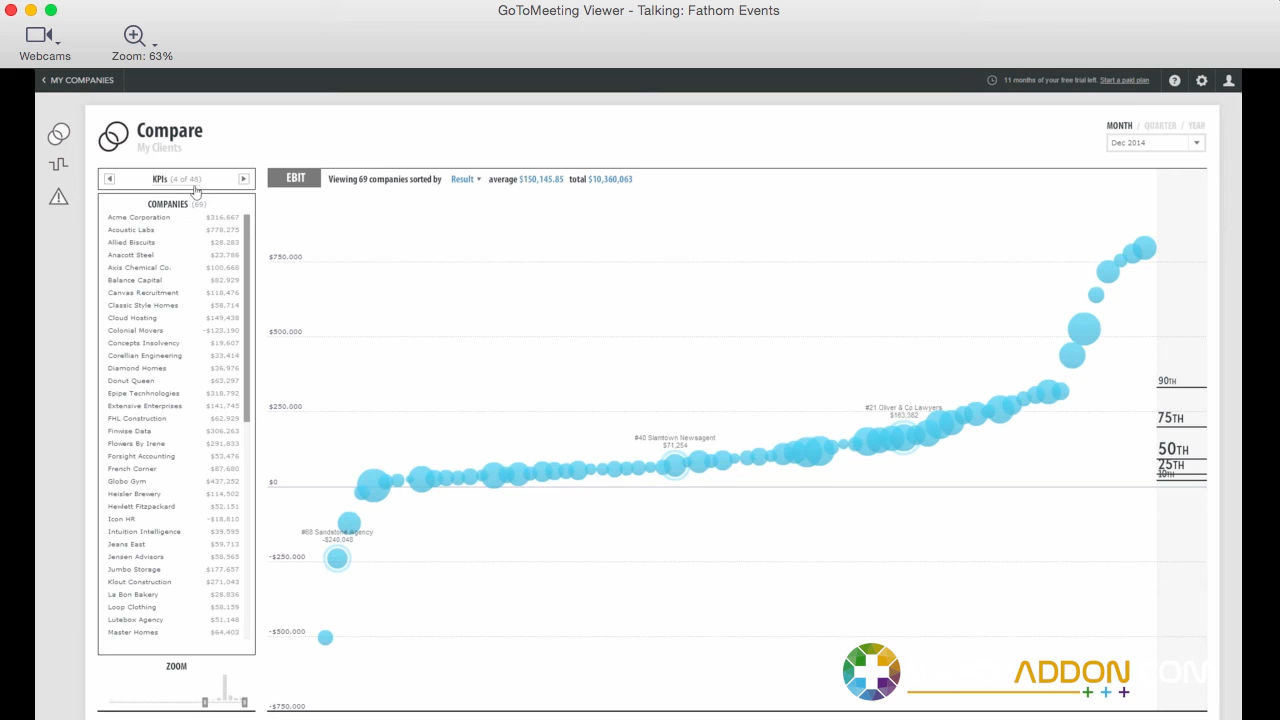 GoToMeeting Viewer - Talking: Fathom Events
Webcams
Zoom: 63%
MY COMPANIES
11 months of your free trial left. Start a paid plan
Compare
My Clients
MONTH / QUARTER / YEAR
Dec 2014
KPIs (4 of 48)
EBIT
Viewing 69 companies sorted by Result average $150,145.85 total $10,360,063
COMPANIES (69)
Acme Corporation $316,667
Acoustic Labs $778,275
Allied Biscuits $28,283
Anacott Steel $23,786
Axis Chemical Co. $100,668
Balance Capital $82,929
Canvas Recruitment $118,476
Classic Style Homes $58,714
Cloud Hosting $149,438
Colonial Movers -$123,190
Concepts Insolvency $19,607
Corellian Engineering $33,414
Diamond Homes $36,976
Donut Queen $63,297
Epipe Tecnhnologies $318,792
Extensive Enterprises $141,745
FHL Construction $62,929
Finwise Data $306,263
Flowers By Irene $291,833
Forsight Accounting $53,476
French Corner $87,680
Globo Gym $437,252
Heisler Brewery $114,502
Hewlett Fitzpackard $52,151
Icon HR -$18,810
Intuition Intelligence $39,595
Jeans East $59,713
Jensen Advisors $58,565
Jumbo Storage $177,657
Klout Construction $271,043
La Bon Bakery $28,836
Loop Clothing $58,159
Lutebox Agency $51,148
Master Homes $64,403
ZOOM
$750,000
$500,000
$250,000
$0
-$250,000
-$500,000
-$750,000
#21 Oliver & Co Lawyers
$163,382
#40 Slanttown Newsagent
$71,254
#68 Sandstone Agency
-$240,048
90TH
75TH
50TH
25TH
10TH
ADDON